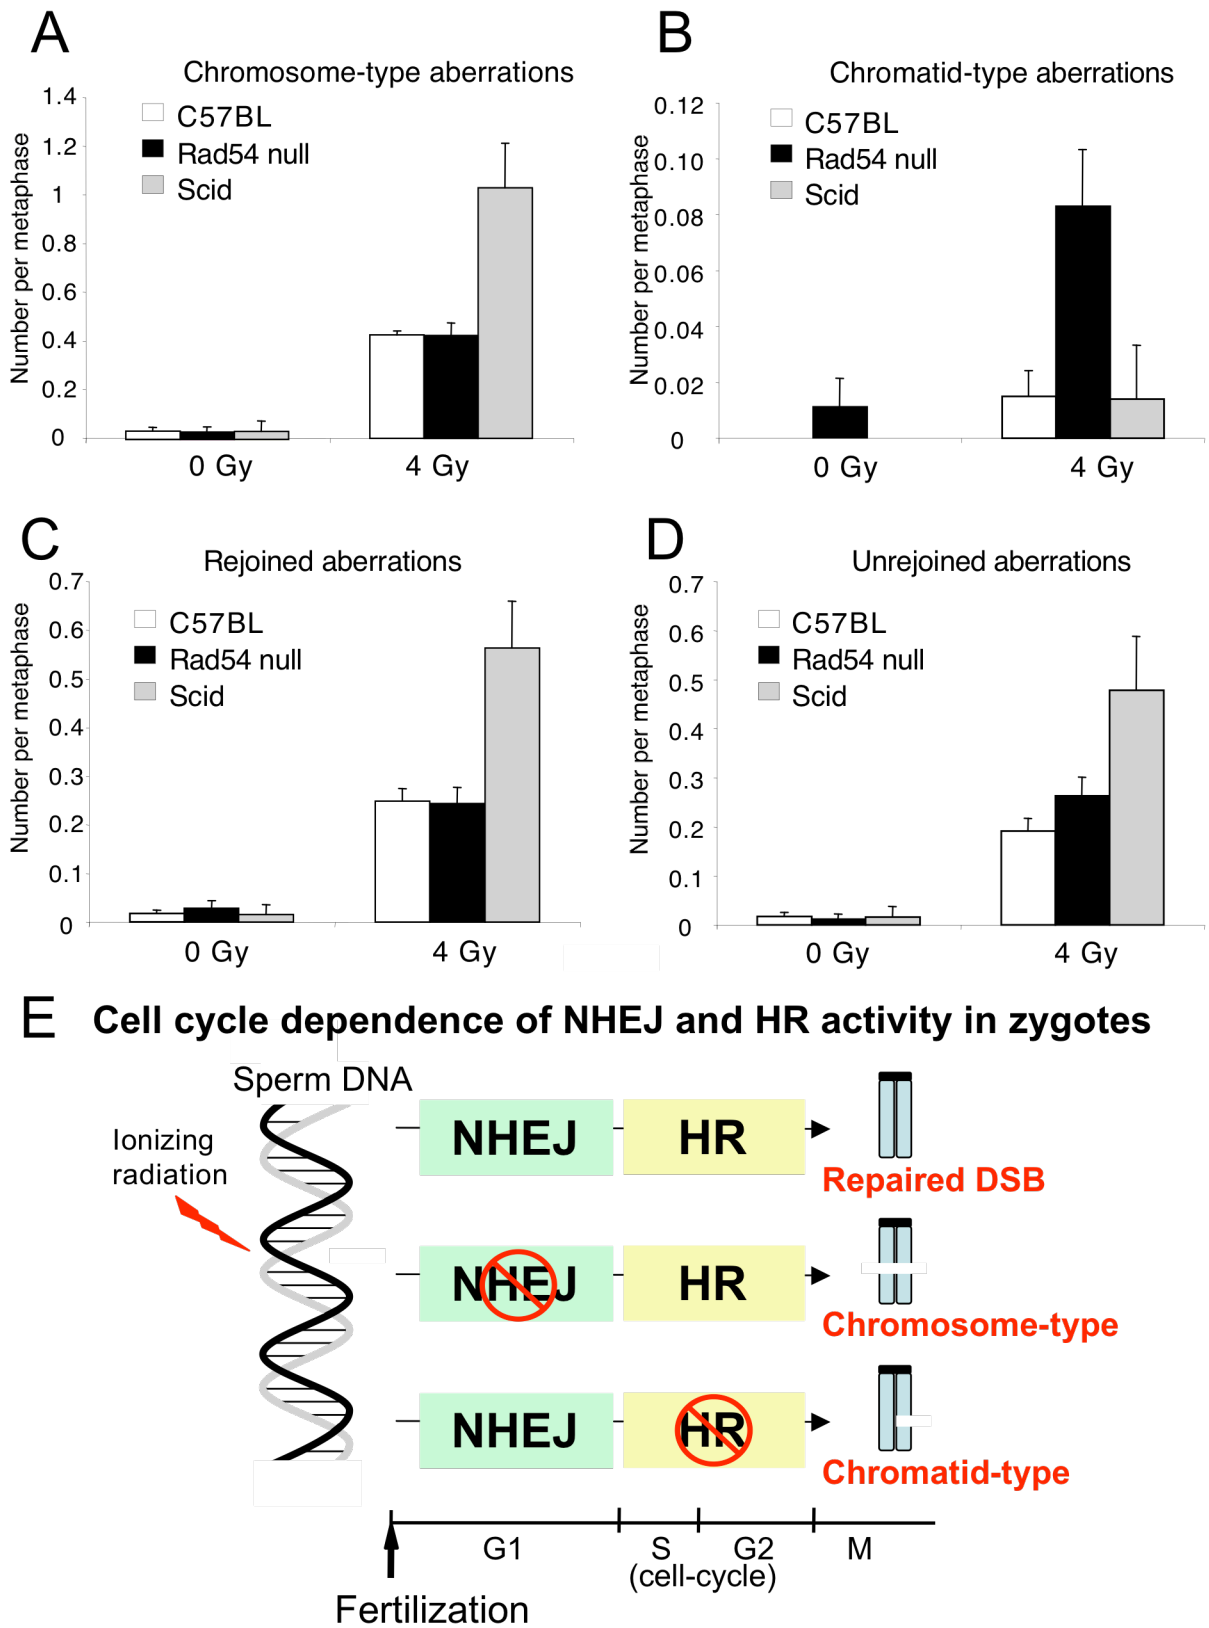 A
Chromosome-type aberrations
Number per metaphase
1.4
1.2
1
0.8
0.6
0.4
0.2
0
C57BL
Rad54 null
Scid
0 Gy
4 Gy
B
Chromatid-type aberrations
Number per metaphase
0.12
0.10
0.08
0.06
0.04
0.02
0
C57BL
Rad54 null
Scid
0 Gy
4 Gy
C
Rejoined aberrations
Number per metaphase
0.7
0.6
0.5
0.4
0.3
0.2
0.1
0
C57BL
Rad54 null
Scid
0 Gy
4 Gy
D
Unrejoined aberrations
Number per metaphase
0.7
0.6
0.5
0.4
0.3
0.2
0.1
0
C57BL
Rad54 null
Scid
0 Gy
4 Gy
E
Cell cycle dependence of NHEJ and HR activity in zygotes
Sperm DNA
Ionizing
radiation
NHEJ
HR
Repaired DSB
NHEJ
HR
Chromosome-type
NHEJ
HR
Chromatid-type
G1
S
G2
M
(cell-cycle)
Fertilization